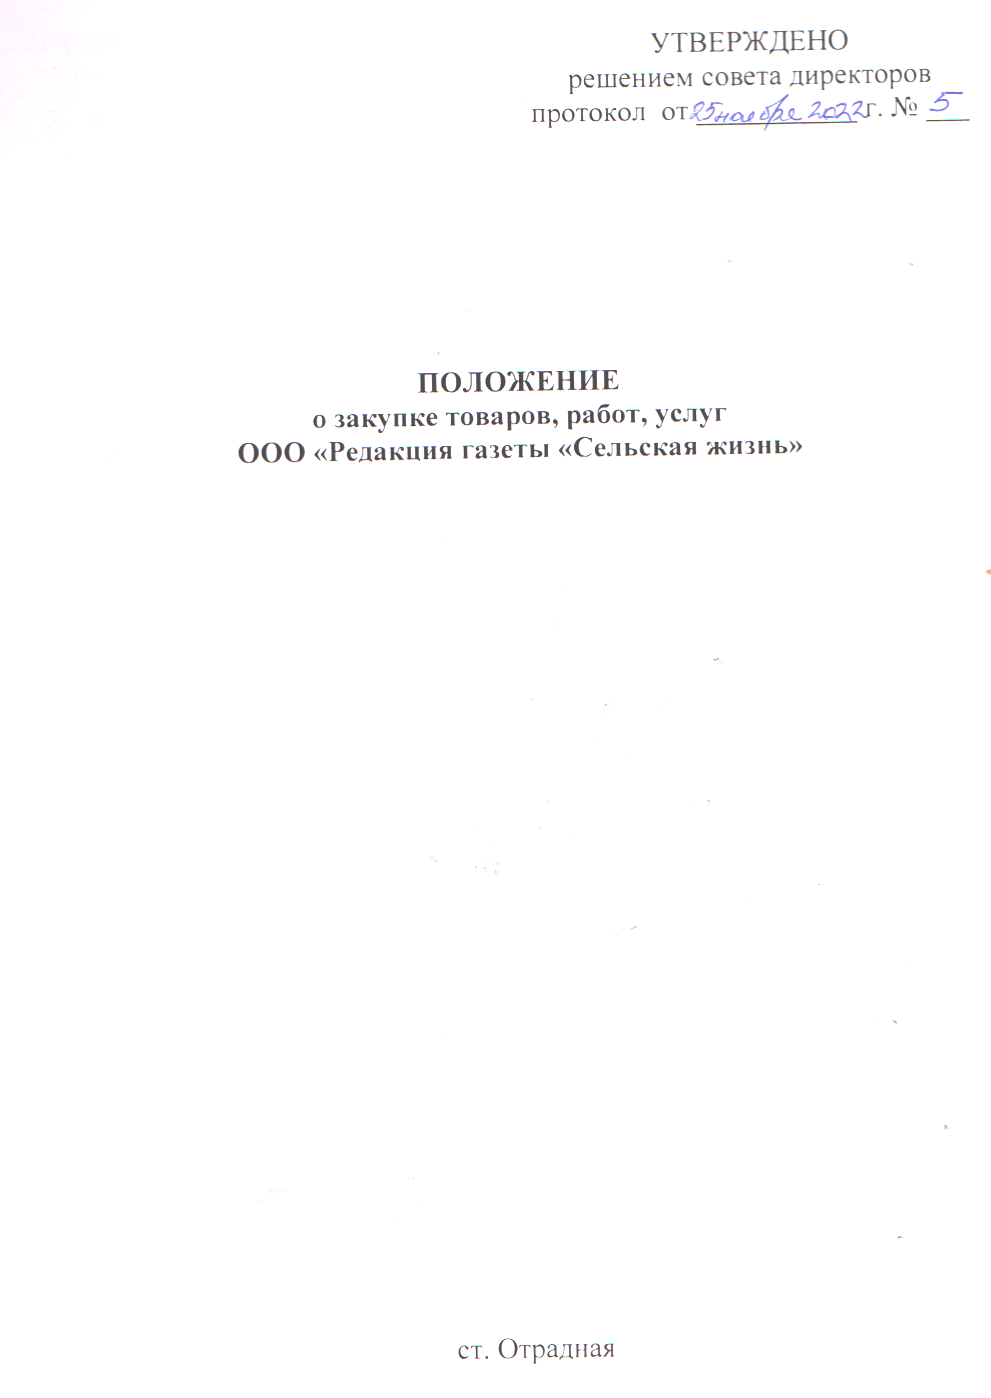 УТВЕРЖДЕНО
решением совета директоров
протокол от 25 ноября 2022 г. № 5
ПОЛОЖЕНИЕ
о закупке товаров, работ, услуг
ООО «Редакция газеты «Сельская жизнь»
ст. Отрадная